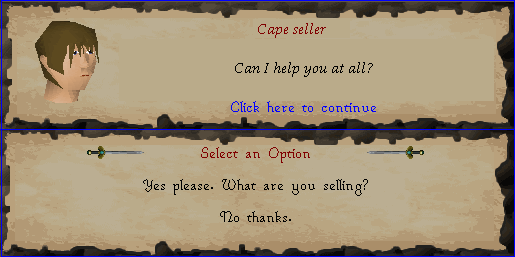 Cape seller
Can I help you at all?
Click here to continue
Select an Option
Yes please. What are you selling?
No thanks.